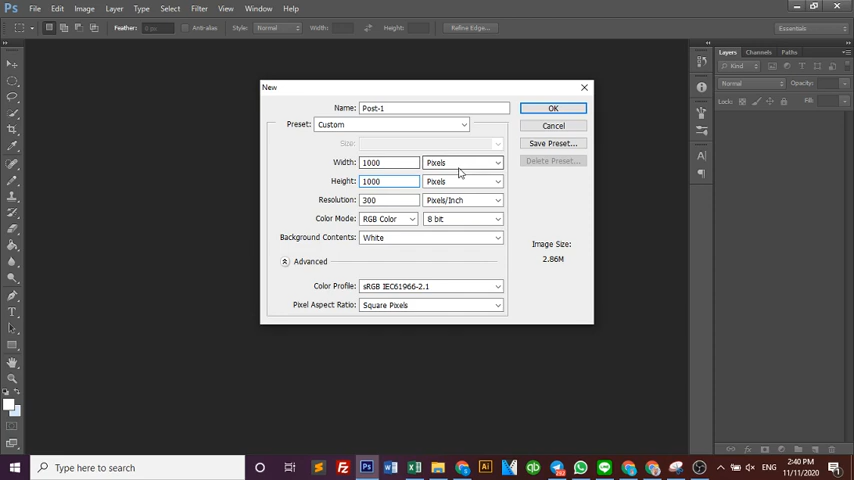 Ps File Edit Image Layer Type Select Filter View Window Help
Feather: 0 px Anti-alias Style: Normal Width: Height: Refine Edge... Essentials
Layers Channels Paths
Kind
Normal Opacity:
Lock: Fill:
New
Name: Post-1 OK
Preset: Custom Cancel
Size: Save Preset...
Width: 1000 Pixels Delete Preset...
Height: 1000 Pixels
Resolution: 300 Pixels/Inch
Color Mode: RGB Color 8 bit
Background Contents: White Image Size:
2.86M
Advanced
Color Profile: sRGB IEC61966-2.1
Pixel Aspect Ratio: Square Pixels
Type here to search
ENG 2:40 PM
11/11/2020